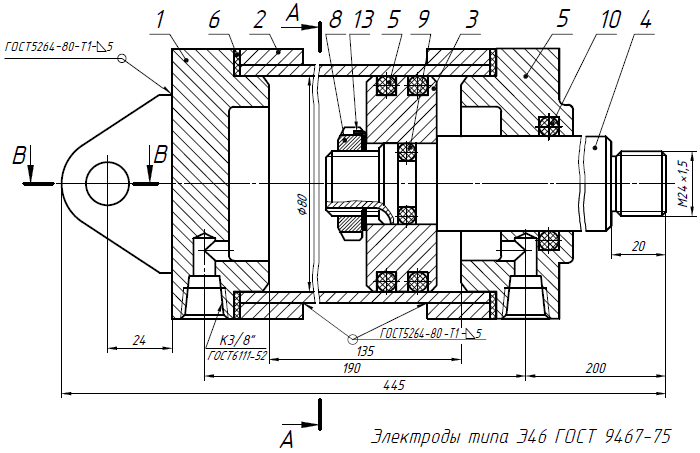 А
1 6 2 8 13 5 9 3 5 4 10
ГОСТ5264-80-Т1-◺5
В В
⌀80
М24×1,5
20
К3/8"
ГОСТ6111-52
ГОСТ5264-80-Т1-◺5
24
135
190
200
445
А
Электроды типа Э46 ГОСТ 9467-75